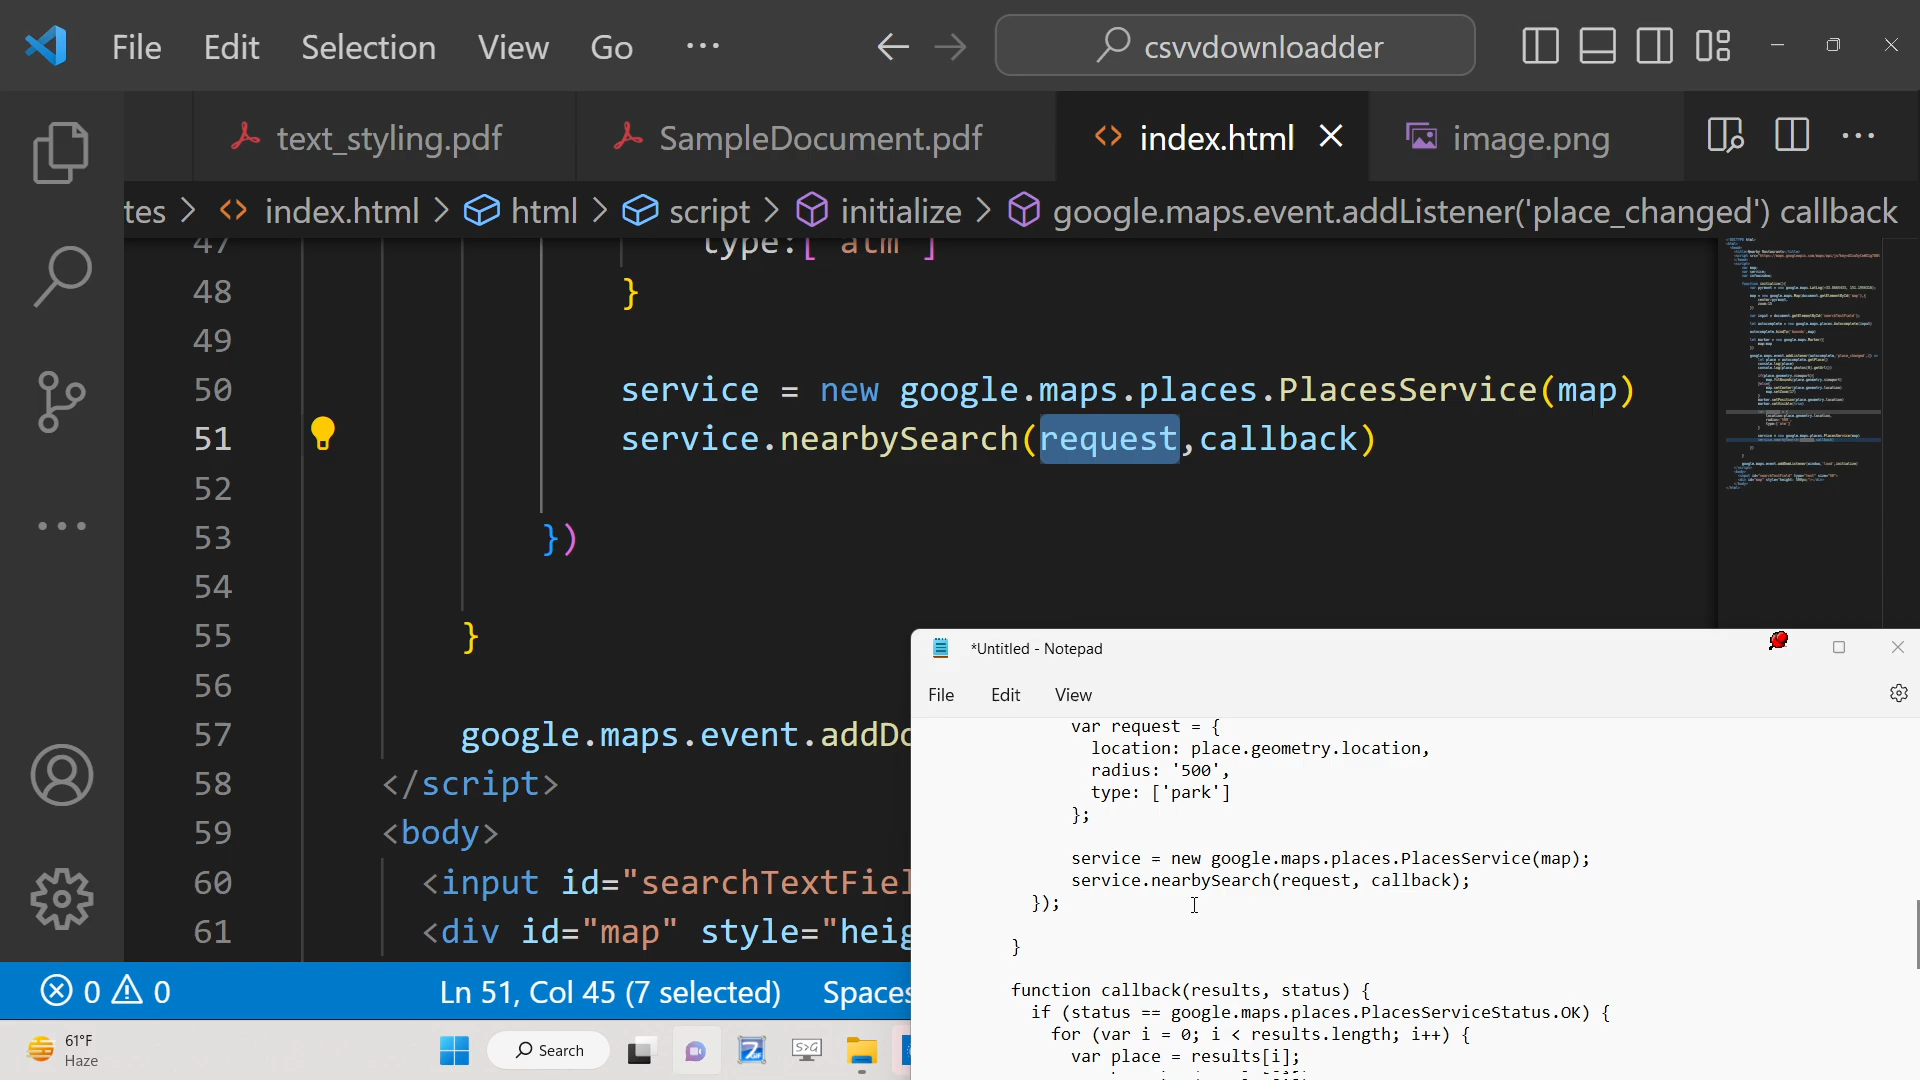 File Edit Selection View Go ... csvvdownloadder
text_styling.pdf SampleDocument.pdf index.html image.png
tes > index.html > html > script > initialize > google.maps.event.addListener('place_changed') callback
47 type:["atm"]
48 }
49
50 service = new google.maps.places.PlacesService(map)
51 service.nearbySearch(request,callback)
52
53 })
54
55 }
56
57 google.maps.event.addDo
58 </script>
59 <body>
60 <input id="searchTextFiel
61 <div id="map" style="heig
0 0 Ln 51, Col 45 (7 selected) Spaces
*Untitled - Notepad
File Edit View
var request = {
location: place.geometry.location,
radius: '500',
type: ['park']
};
service = new google.maps.places.PlacesService(map);
service.nearbySearch(request, callback);
});
}
function callback(results, status) {
if (status == google.maps.places.PlacesServiceStatus.OK) {
for (var i = 0; i < results.length; i++) {
var place = results[i];
61°F
Haze
Search
S>G